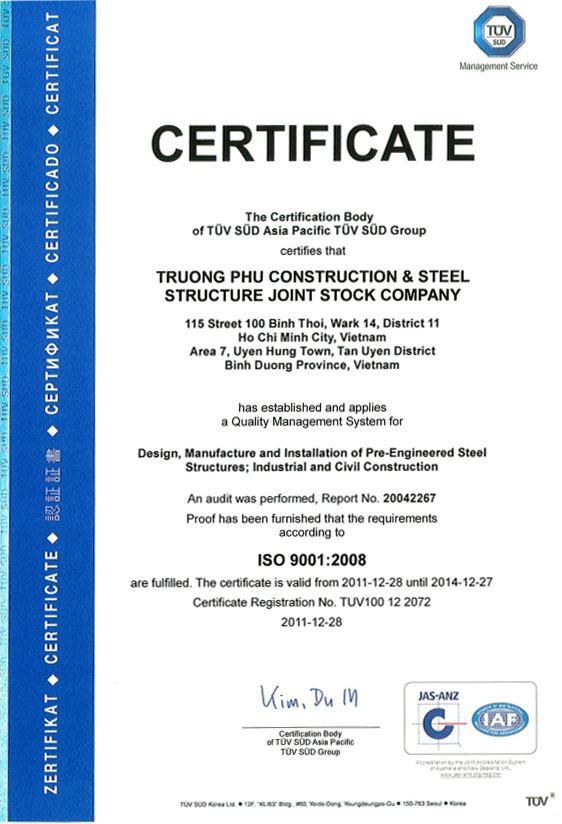 TÜV
SÜD
Management Service
CERTIFICATE
The Certification Body
of TÜV SÜD Asia Pacific TÜV SÜD Group
certifies that
TRUONG PHU CONSTRUCTION & STEEL
STRUCTURE JOINT STOCK COMPANY
115 Street 100 Binh Thoi, Wark 14, District 11
Ho Chi Minh City, Vietnam
Area 7, Uyen Hung Town, Tan Uyen District
Binh Duong Province, Vietnam
has established and applies
a Quality Management System for
Design, Manufacture and Installation of Pre-Engineered Steel
Structures; Industrial and Civil Construction
An audit was performed, Report No. 20042267
Proof has been furnished that the requirements
according to
ISO 9001:2008
are fulfilled. The certificate is valid from 2011-12-28 until 2014-12-27
Certificate Registration No. TUV100 12 2072
2011-12-28
Kim, Du
Certification Body
of TÜV SÜD Asia Pacific
TÜV SÜD Group
JAS-ANZ
IAF
Accreditation by the Joint Accreditation System
of Australia and New Zealand, URL,
www.jas-anz.org/register
TÜV SÜD Korea Ltd. ● 12F, "KLI63" Bldg., #60, Yoido-Dong, Youngdeungpo-Gu ● 150-763 Seoul ● Korea
TÜV®
ZERTIFIKAT ◆ CERTIFICATE ◆ 認証証書 ◆ СЕРТИФИКАТ ◆ CERTIFICADO ◆ CERTIFICAT